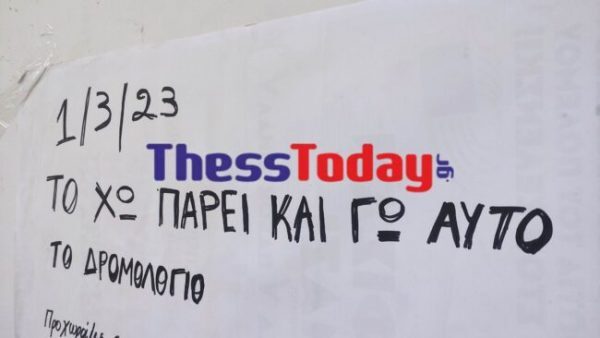 1/3/23
ThessToday.gr
ΤΟ ΧΩ ΠΑΡΕΙ ΚΑΙ ΓΩ ΑΥΤΟ
ΤΟ ΔΡΟΜΟΛΟΓΙΟ